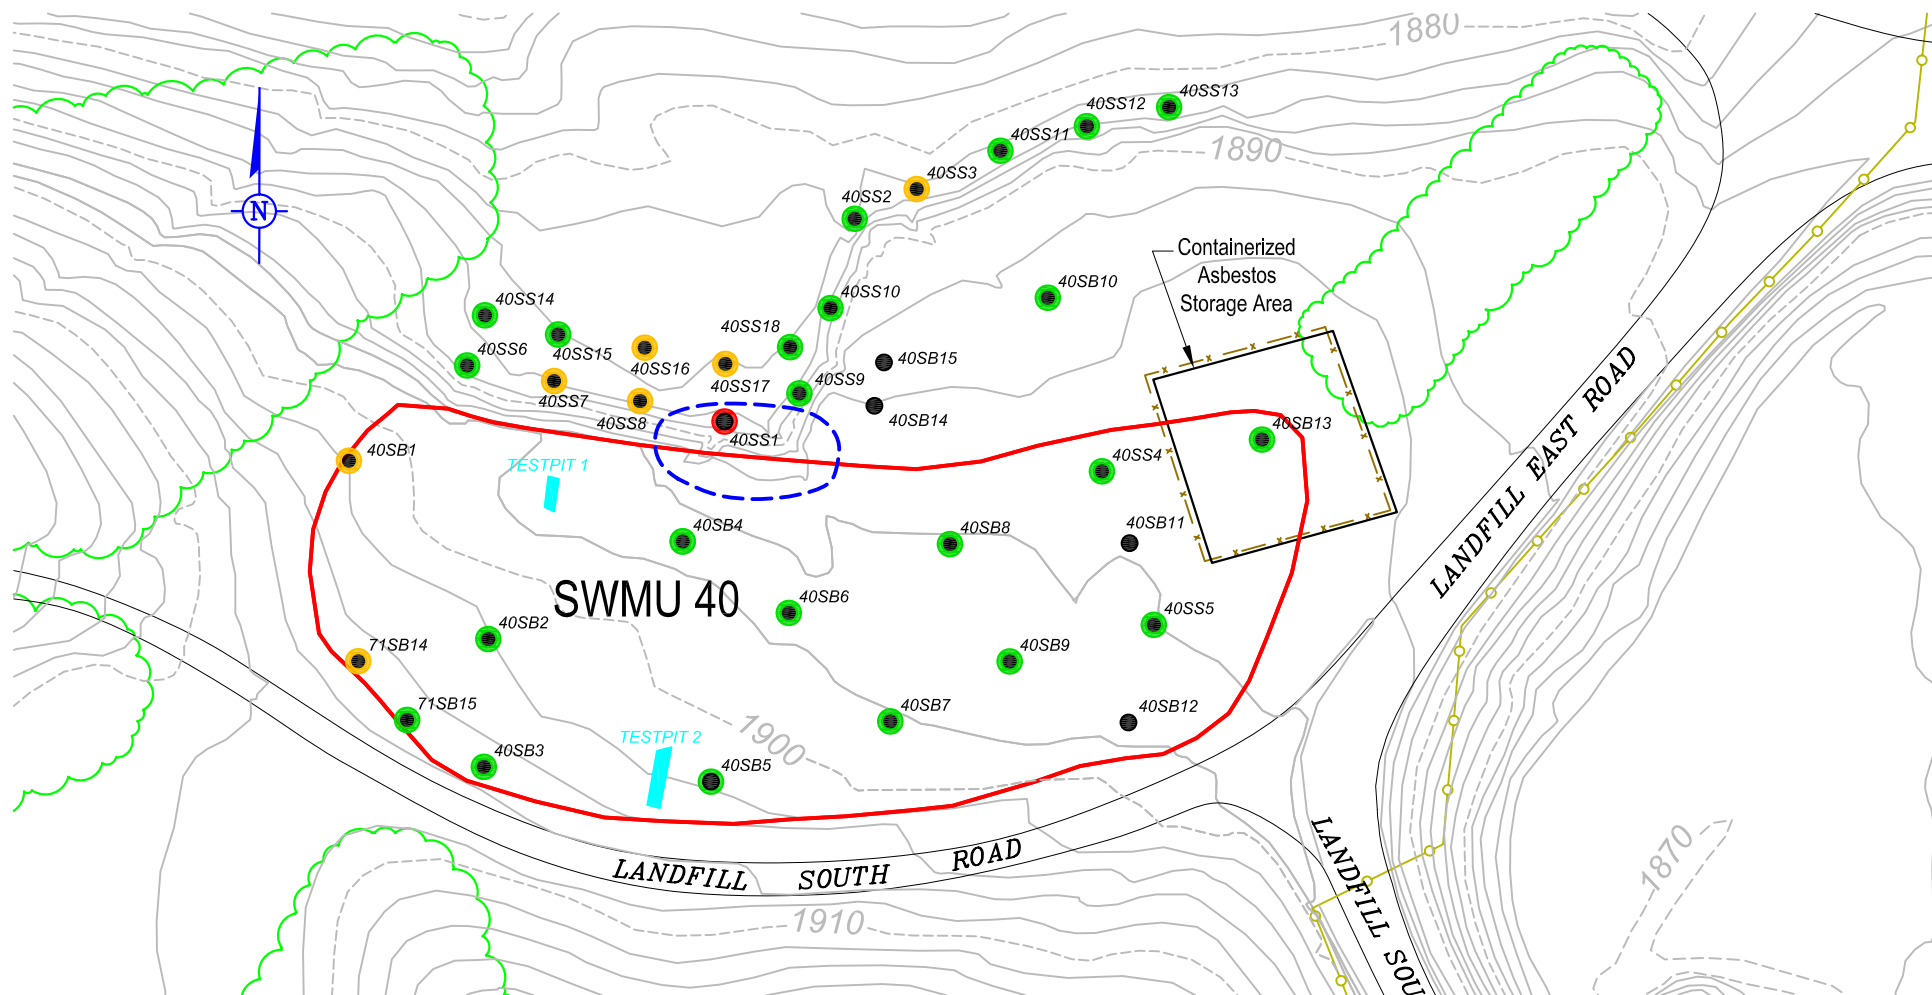 1880
40SS13
40SS12
40SS11
1890
40SS3
40SS2
N
Containerized
Asbestos
Storage Area
40SS14
40SS10
40SB10
40SS18
40SS6
40SS15
40SS16
40SB15
40SS17
40SS9
40SS7
40SS8
40SS1
40SB14
40SB13
40SB1
TESTPIT 1
40SS4
LANDFILL EAST ROAD
40SB4
40SB8
40SB11
SWMU 40
40SB6
40SS5
40SB2
71SB14
40SB9
71SB15
40SB7
40SB12
TESTPIT 2
1900
40SB3
40SB5
LANDFILL SOUTH ROAD
LANDFILL SOU
1870
1910